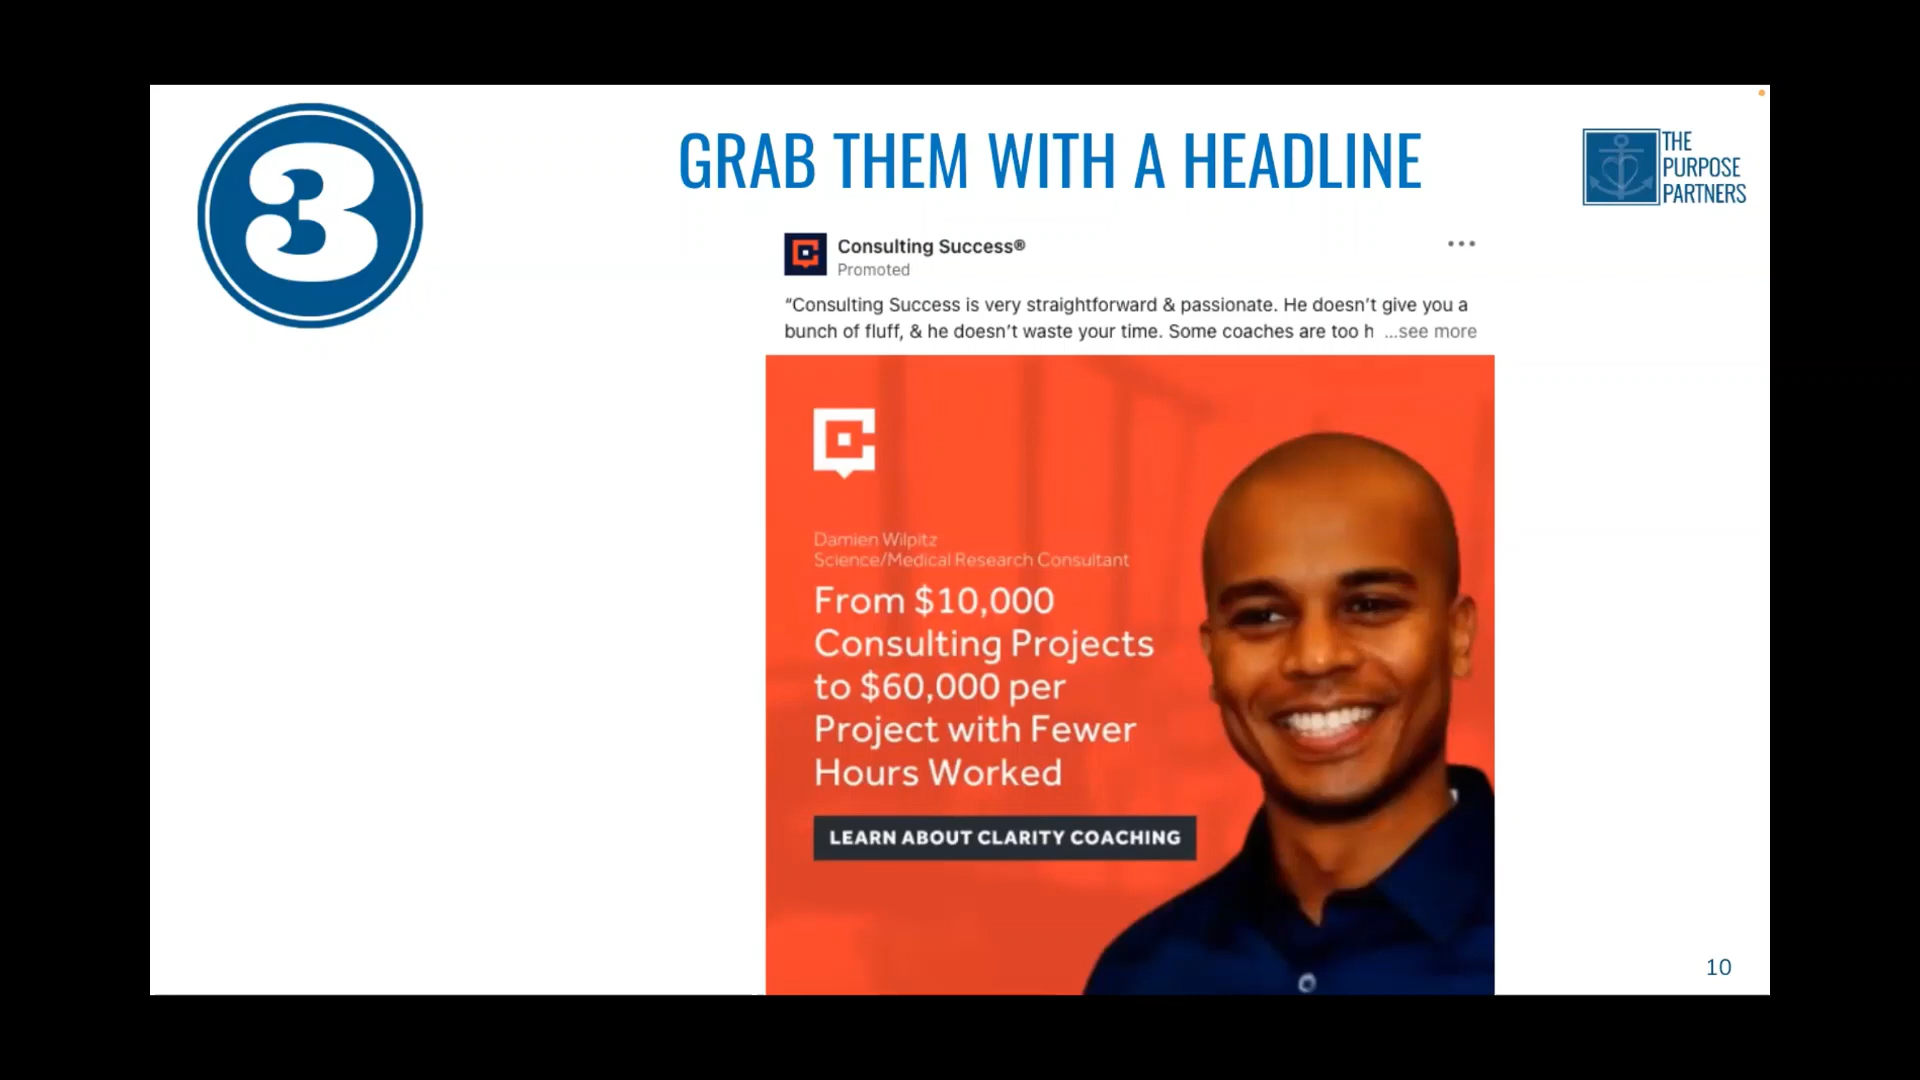 3
GRAB THEM WITH A HEADLINE
THE
PURPOSE
PARTNERS
Consulting Success®
Promoted
“Consulting Success is very straightforward & passionate. He doesn’t give you a
bunch of fluff, & he doesn’t waste your time. Some coaches are too h ...see more
Damien Wilpitz
Science/Medical Research Consultant
From $10,000
Consulting Projects
to $60,000 per
Project with Fewer
Hours Worked
LEARN ABOUT CLARITY COACHING
10